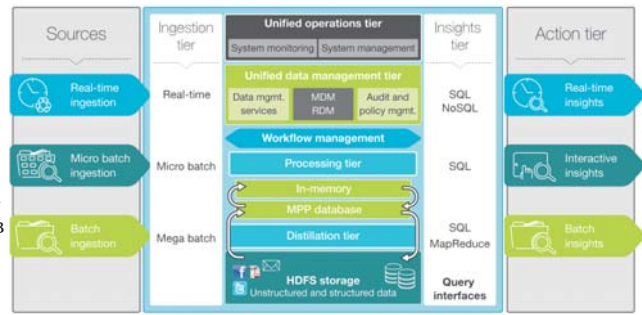 Sources
Real-time
ingestion
Micro batch
ingestion
Batch
ingestion
B
Ingestion
tier
Real-time
Micro batch
Mega batch
Unified operations tier
System monitoring
System management
Unified data management tier
Data mgmt.
services
MDM
RDM
Audit and
policy mgmt.
Workflow management
Processing tier
In-memory
MPP database
Distillation tier
HDFS storage
Unstructured and structured data
Insights
tier
SQL
NoSQL
SQL
SQL
MapReduce
Query
interfaces
Action tier
Real-time
insights
Interactive
insights
Batch
insights